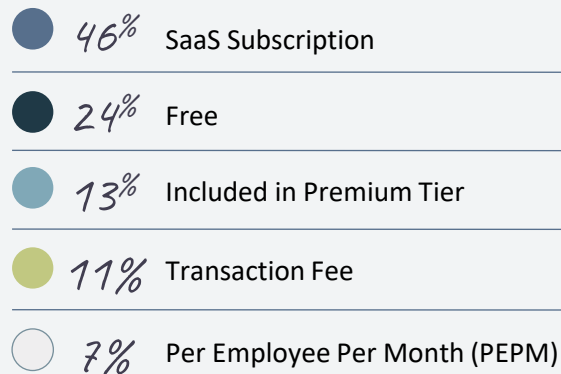 46% SaaS Subscription
24% Free
13% Included in Premium Tier
11% Transaction Fee
7% Per Employee Per Month (PEPM)